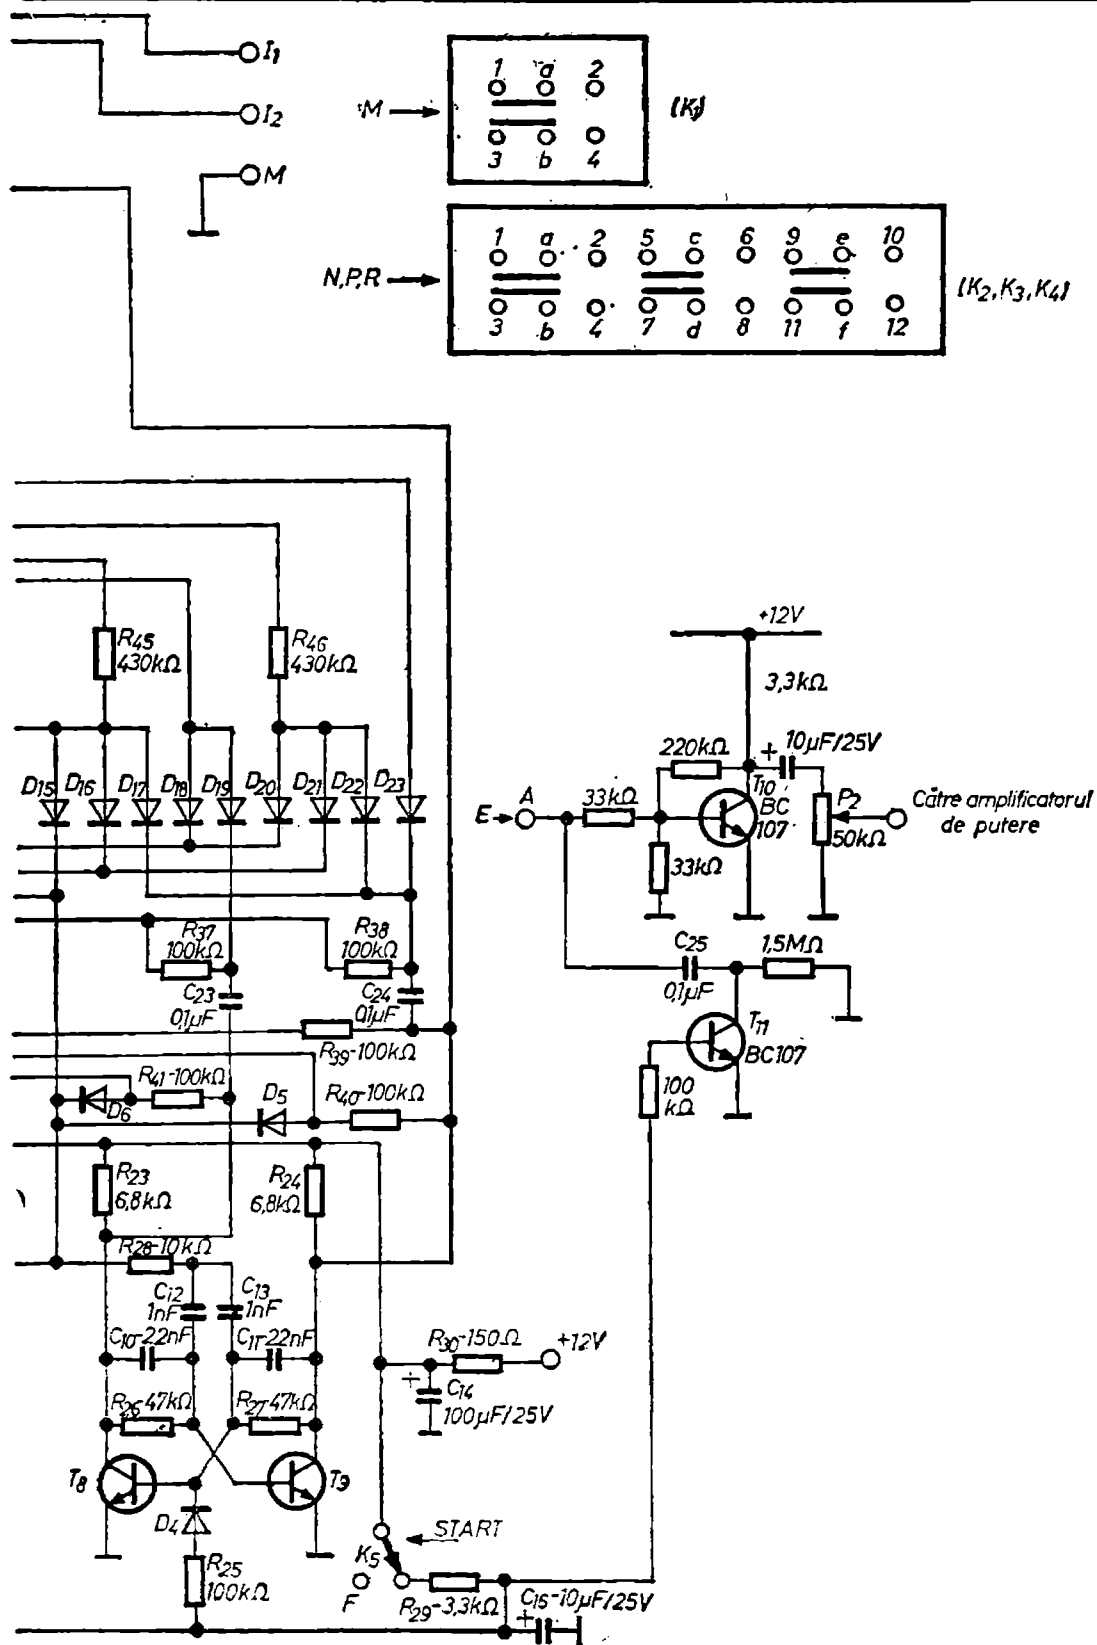 I1
I2
M
M
1 a 2
3 b 4
(K1)
N,P,R
1 a 2 5 c 6 9 e 10
3 b 4 7 d 8 11 f 12
(K2, K3, K4)
R45
430kΩ
R46
430kΩ
+12V
3,3kΩ
D15 D16 D17 D18 D19 D20 D21 D22 D23
220kΩ
+ 10µF/25V
T10
BC
107
E A
33kΩ
33kΩ
P2
50kΩ
Către amplificatorul
de putere
R37
100kΩ
R38
100kΩ
C23
0,1µF
C24
0,1µF
C25
0,1µF
1,5MΩ
R39-100kΩ
T11
BC107
R41-100kΩ
D6
D5
R40-100kΩ
100
kΩ
R23
6,8kΩ
R24
6,8kΩ
R28-10kΩ
C12
1nF
C13
1nF
C10-22nF
C11-22nF
R30-150Ω
+12V
+
C14
100µF/25V
R26-47kΩ
R27-47kΩ
T8
T9
D4
START
K5
F
R25
100kΩ
R29-3,3kΩ
C15-10µF/25V
+